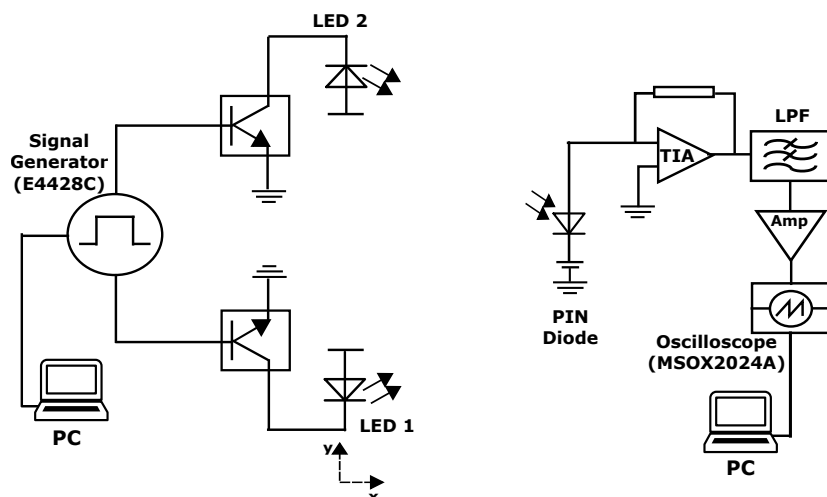 LED 2
Signal
Generator
(E4428C)
PC
LED 1
y
x
TIA
LPF
Amp
PIN
Diode
Oscilloscope
(MSOX2024A)
PC